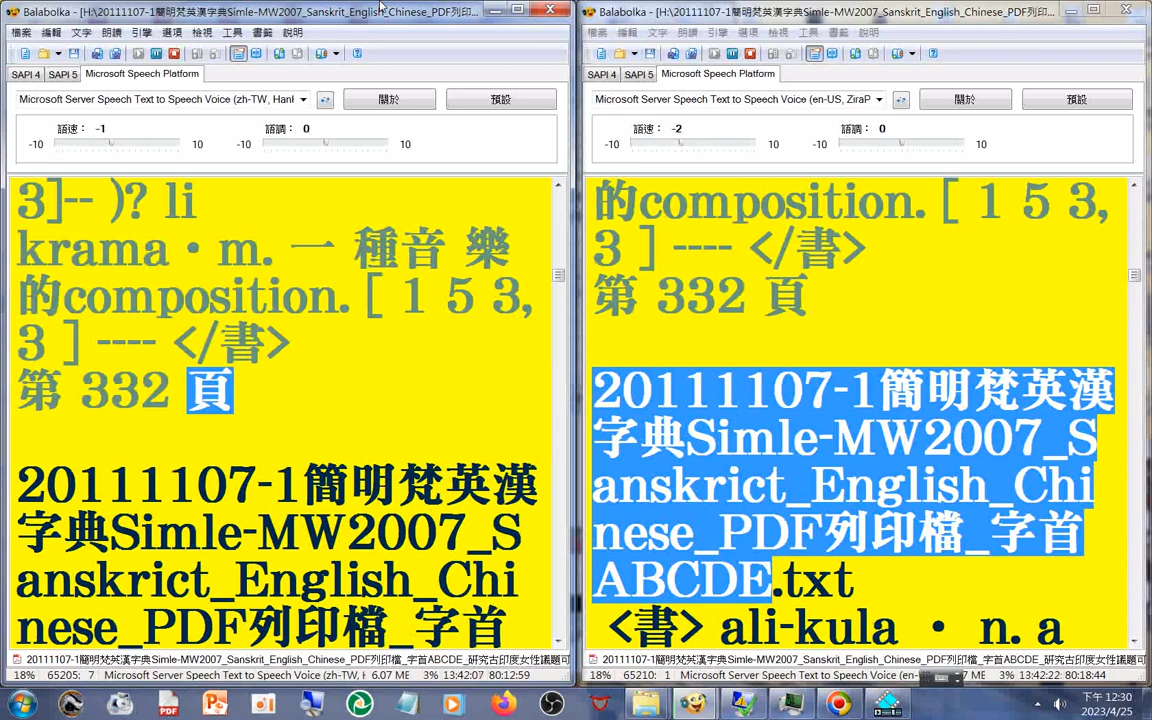 Balabolka - [H:\20111107-1簡明梵英漢字典Simle-MW2007_Sanskrit_English_Chinese_PDF列印...
檔案 編輯 文字 朗讀 引擎 選項 檢視 工具 書籤 說明
SAPI 4 SAPI 5 Microsoft Speech Platform
Microsoft Server Speech Text to Speech Voice (zh-TW, HanH
關於
預設
語速： -1
語調： 0
-10 10 -10 10
3]-- )? li
krama • m. 一 種音 樂
的composition. [ 1 5 3,
3 ] ---- </書>
第 332 頁
20111107-1簡明梵英漢
字典Simle-MW2007_S
anskrict_English_Chi
nese_PDF列印檔_字首
20111107-1簡明梵英漢字典Simle-MW2007_Sanskrit_English_Chinese_PDF列印檔_字首ABCDE_研究古印度女性議題可
18% 65205: 7 Microsoft Server Speech Text to Speech Voice (zh-TW, H 6.07 MB 3% 13:42:07 80:12:59
Balabolka - [H:\20111107-1簡明梵英漢字典Simle-MW2007_Sanskrit_English_Chinese_PDF列印...
檔案 編輯 文字 朗讀 引擎 選項 檢視 工具 書籤 說明
SAPI 4 SAPI 5 Microsoft Speech Platform
Microsoft Server Speech Text to Speech Voice (en-US, ZiraP
關於
預設
語速： -2
語調： 0
-10 10 -10 10
的composition. [ 1 5 3,
3 ] ---- </書>
第 332 頁
20111107-1簡明梵英漢
字典Simle-MW2007_S
anskrict_English_Chi
nese_PDF列印檔_字首
ABCDE.txt
<書> ali-kula • n. a
20111107-1簡明梵英漢字典Simle-MW2007_Sanskrit_English_Chinese_PDF列印檔_字首ABCDE_研究古印度女性議題可
18% 65210: 1 Microsoft Server Speech Text to Speech Voice (en-US, 6.07 MB 3% 13:42:22 80:18:44
下午 12:30
2023/4/25